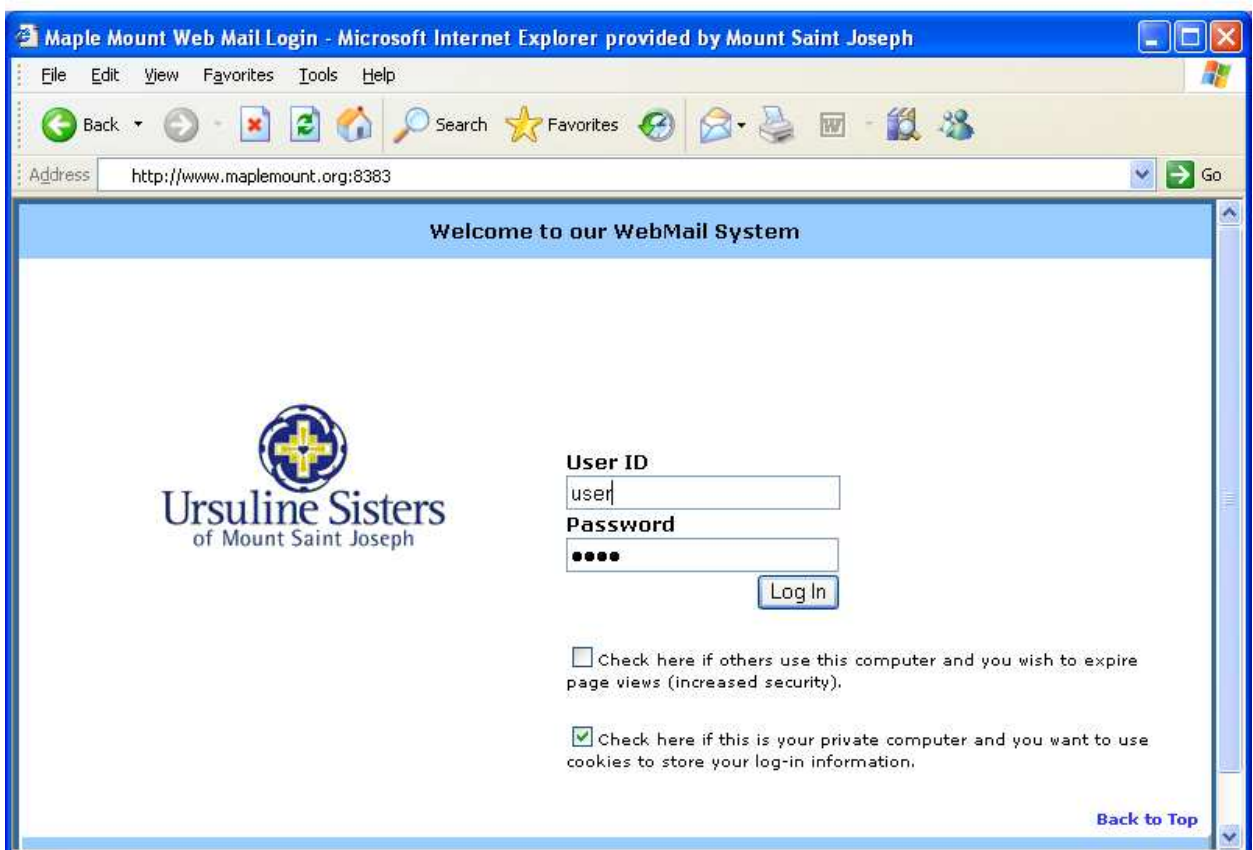 Maple Mount Web Mail Login - Microsoft Internet Explorer provided by Mount Saint Joseph
File Edit View Favorites Tools Help
Back Search Favorites
Address http://www.maplemount.org:8383 Go
Welcome to our WebMail System
Ursuline Sisters
of Mount Saint Joseph
User ID
user
Password
••••
Log In
Check here if others use this computer and you wish to expire
page views (increased security).
Check here if this is your private computer and you want to use
cookies to store your log-in information.
Back to Top